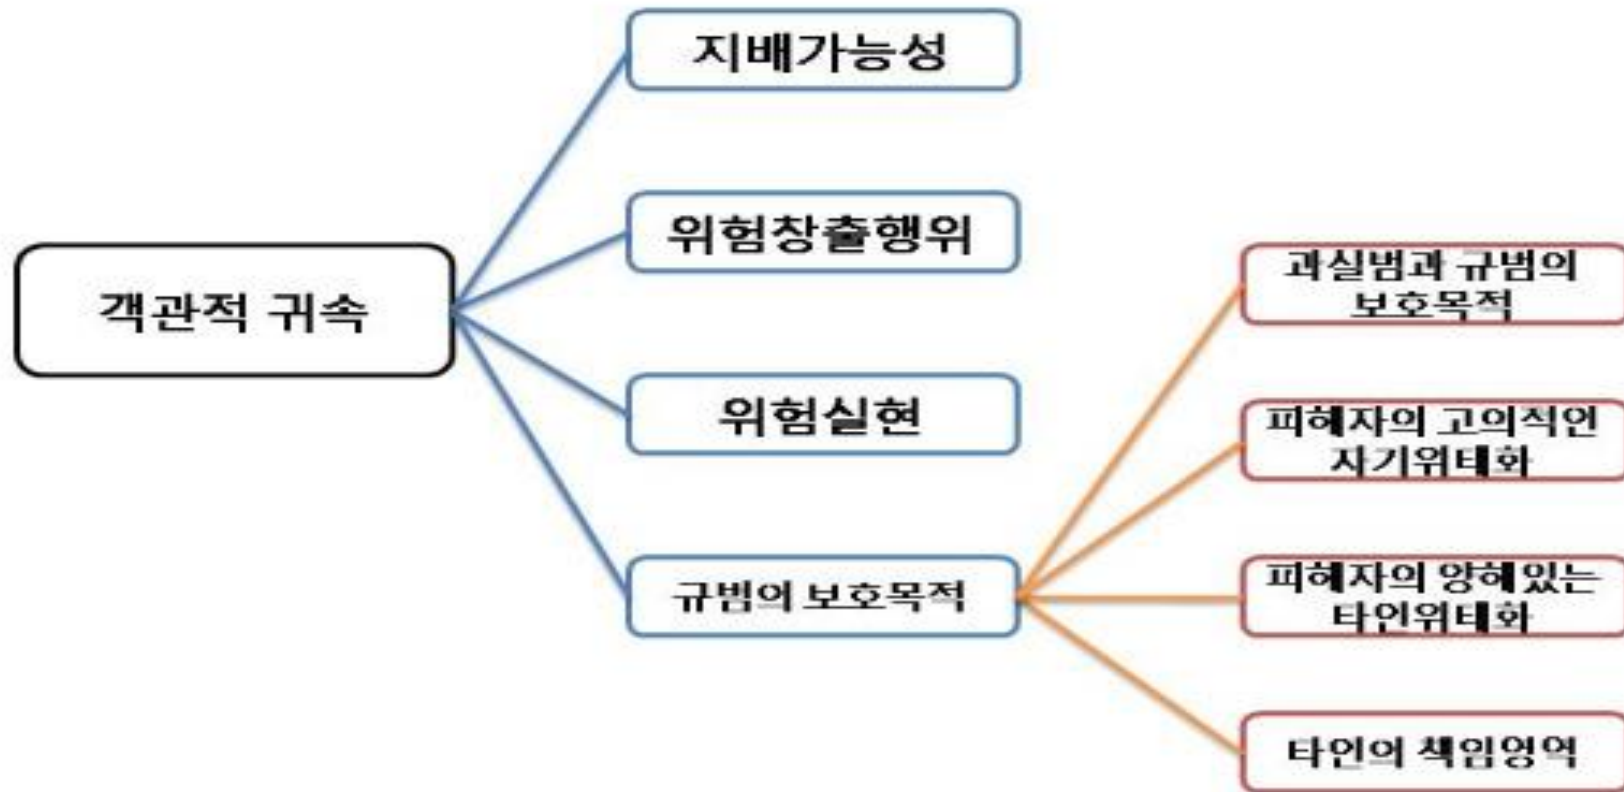 지배가능성
위험창출행위
객관적 귀속
위험실현
규범의 보호목적
과실범과 규범의
보호목적
피해자의 고의적인
자기위태화
피해자의 양해있는
타인위태화
타인의 책임영역